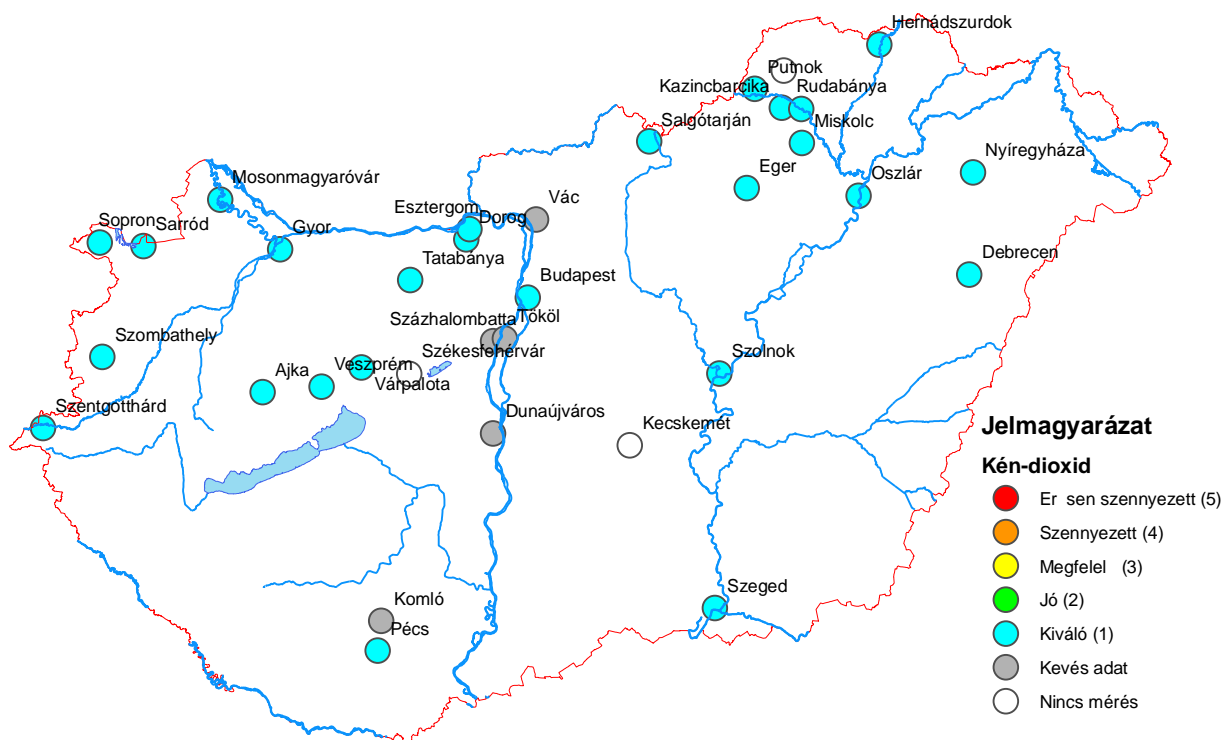 Hernádszurdok
Putnok
Kazincbarcika
Rudabánya
Salgótarján
Miskolc
Nyíregyháza
Eger
Oszlár
Mosonmagyaróvár
Vác
Esztergom
Dorog
Sopron
Sarród
Gyor
Tatabánya
Budapest
Debrecen
Százhalombatta
Tököl
Szombathely
Székesfehérvár
Szolnok
Ajka
Veszprém
Várpalota
Szentgotthárd
Dunaújváros
Kecskemét
Jelmagyarázat
Kén-dioxid
Er sen szennyezett (5)
Szennyezett (4)
Megfelel (3)
Jó (2)
Kiváló (1)
Kevés adat
Nincs mérés
Szeged
Komló
Pécs